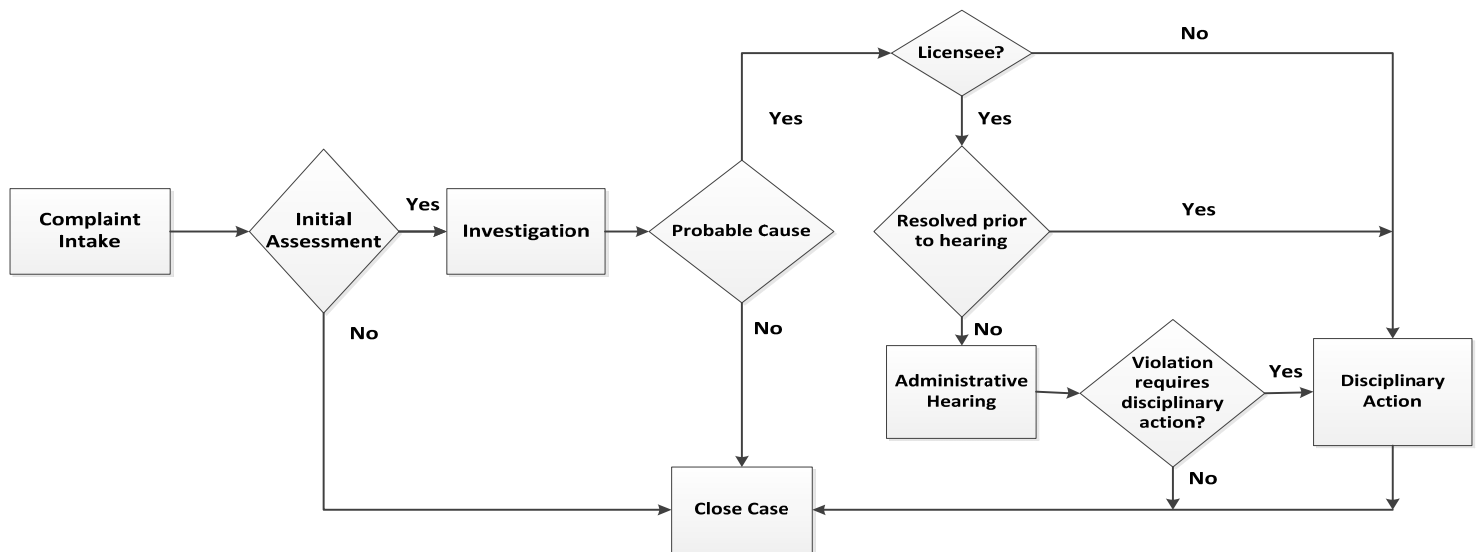 Licensee?
No
Yes
Yes
Complaint
Intake
Initial
Assessment
Yes
Investigation
Probable Cause
Resolved prior
to hearing
Yes
No
No
No
Administrative
Hearing
Violation
requires
disciplinary
action?
Yes
Disciplinary
Action
No
Close Case